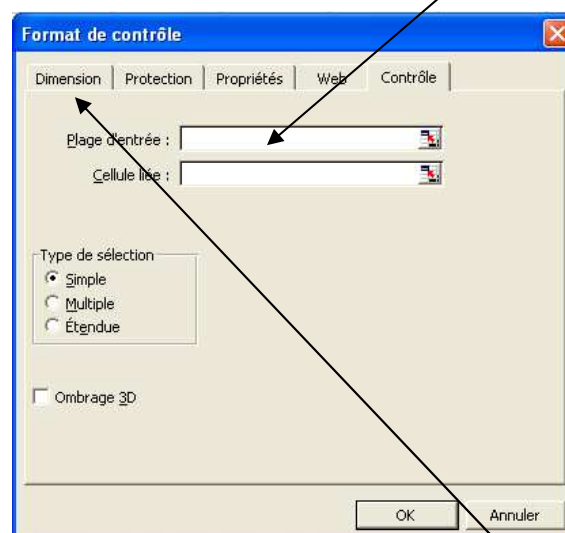 Format de contrôle
Dimension Protection Propriétés Web Contrôle
Plage d'entrée :
Cellule liée :
Type de sélection
Simple
Multiple
Étendue
Ombrage 3D
OK Annuler